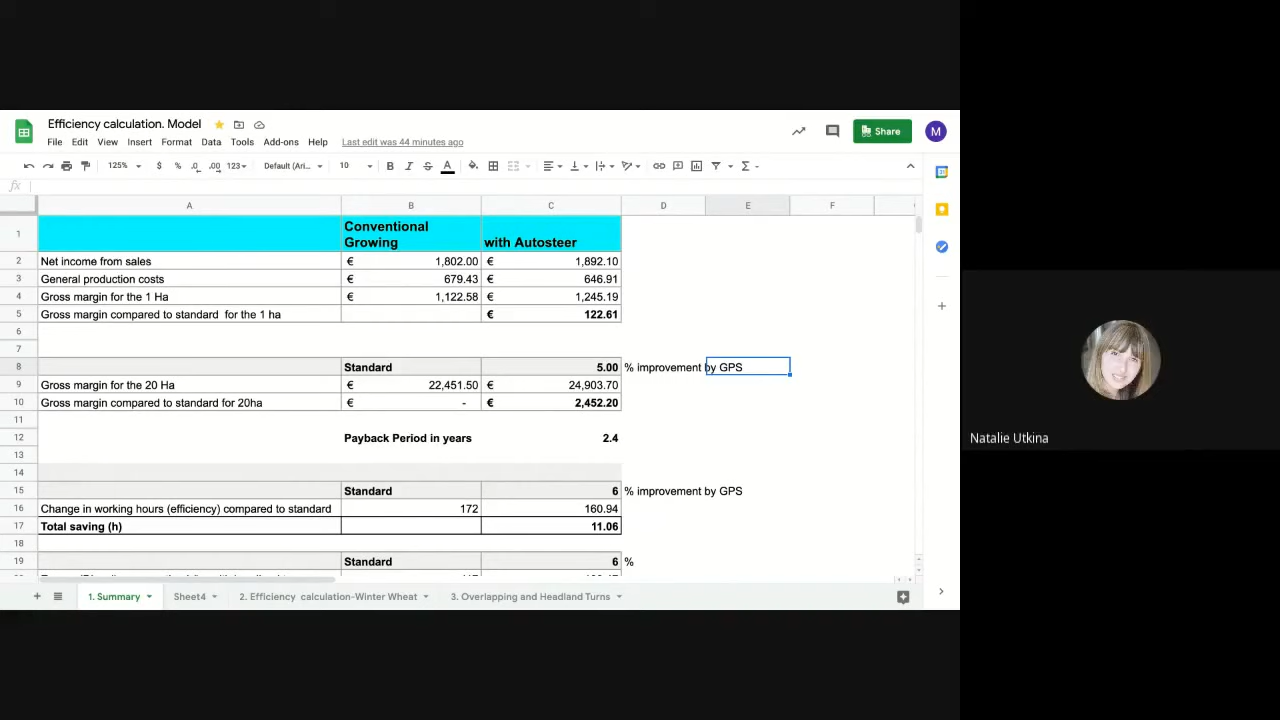 Efficiency calculation. Model
File Edit View Insert Format Data Tools Add-ons Help Last edit was 44 minutes ago
Share
M
125% $ % .0 .00 123 Default (Ari... 10 B I S A
fx
A B C D E F
1 Conventional Growing with Autosteer
2 Net income from sales € 1,802.00 € 1,892.10
3 General production costs € 679.43 € 646.91
4 Gross margin for the 1 Ha € 1,122.58 € 1,245.19
5 Gross margin compared to standard for the 1 ha € 122.61
6
7
8 Standard 5.00 % improvement by GPS
9 Gross margin for the 20 Ha € 22,451.50 € 24,903.70
10 Gross margin compared to standard for 20ha € - € 2,452.20
11
12 Payback Period in years 2.4
13
14
15 Standard 6 % improvement by GPS
16 Change in working hours (efficiency) compared to standard 172 160.94
17 Total saving (h) 11.06
18
19 Standard 6 %
1. Summary Sheet4 2. Efficiency calculation-Winter Wheat 3. Overlapping and Headland Turns
Natalie Utkina